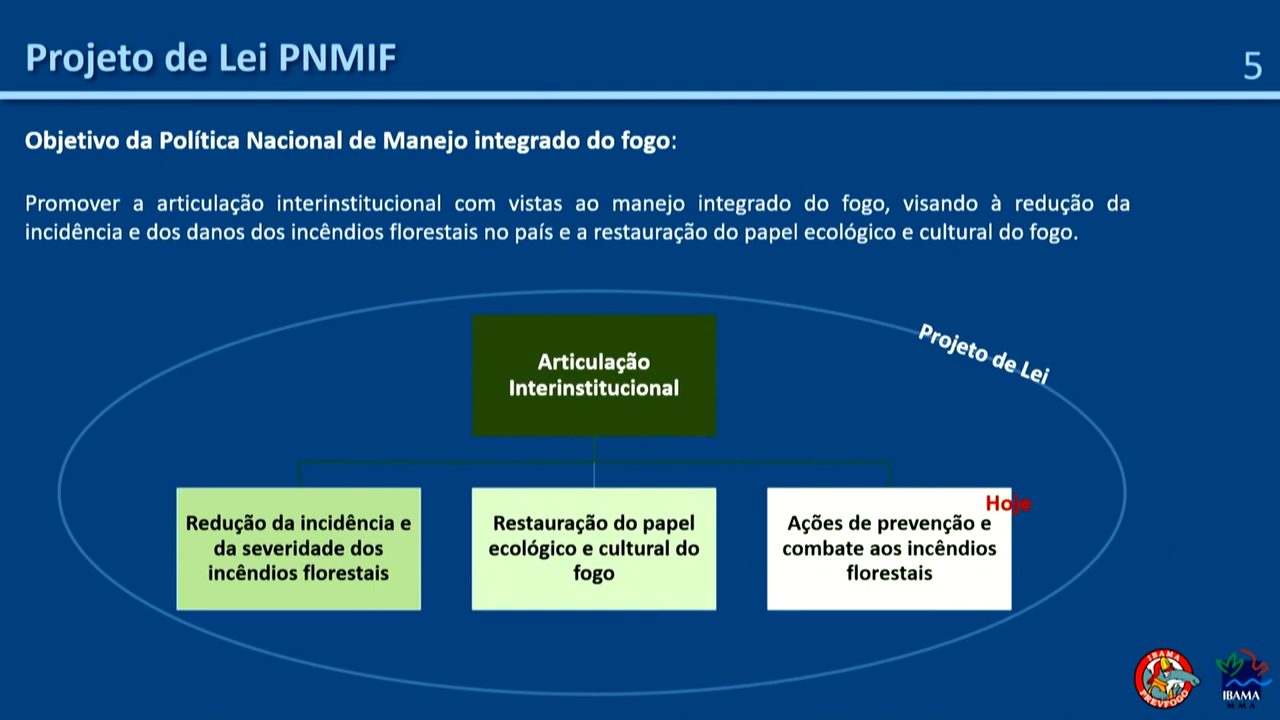 Projeto de Lei PNMIF
5
Objetivo da Política Nacional de Manejo integrado do fogo:
Promover a articulação interinstitucional com vistas ao manejo integrado do fogo, visando à redução da
incidência e dos danos dos incêndios florestais no país e a restauração do papel ecológico e cultural do fogo.
Projeto de Lei
Articulação
Interinstitucional
Redução da incidência e
da severidade dos
incêndios florestais
Restauração do papel
ecológico e cultural do
fogo
Hoje
Ações de prevenção e
combate aos incêndios
florestais
IBAMA
PREVFOGO
IBAMA
MMA